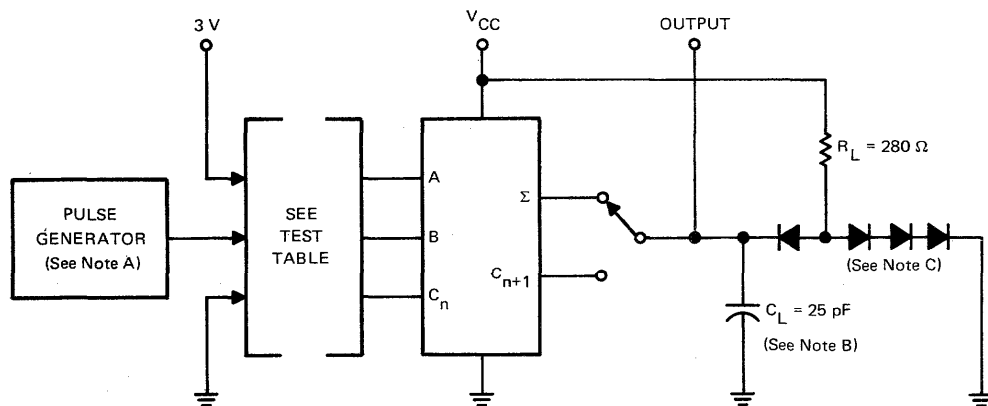 3 V
V_CC
OUTPUT
R_L = 280 Ω
PULSE
GENERATOR
(See Note A)
SEE
TEST
TABLE
A
B
C_n
Σ
C_n+1
(See Note C)
C_L = 25 pF
(See Note B)